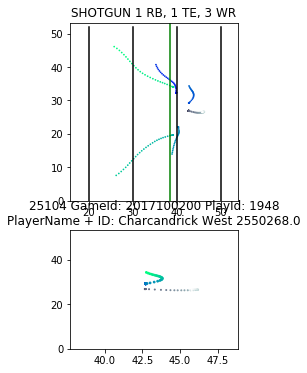 SHOTGUN 1 RB, 1 TE, 3 WR
50
40
30
20
10
0
20 30 40 50
25104 GameId: 2017100200 PlayId: 1948
PlayerName + ID: Charcandrick West 2550268.0
40
20
0
40.0 42.5 45.0 47.5